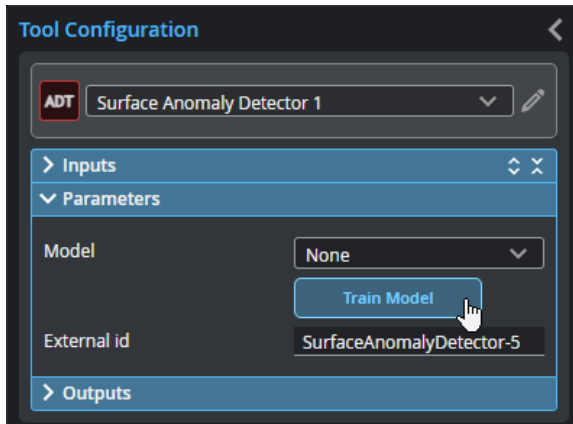 Tool Configuration
ADT Surface Anomaly Detector 1
Inputs
Parameters
Model None
Train Model
External id SurfaceAnomalyDetector-5
Outputs